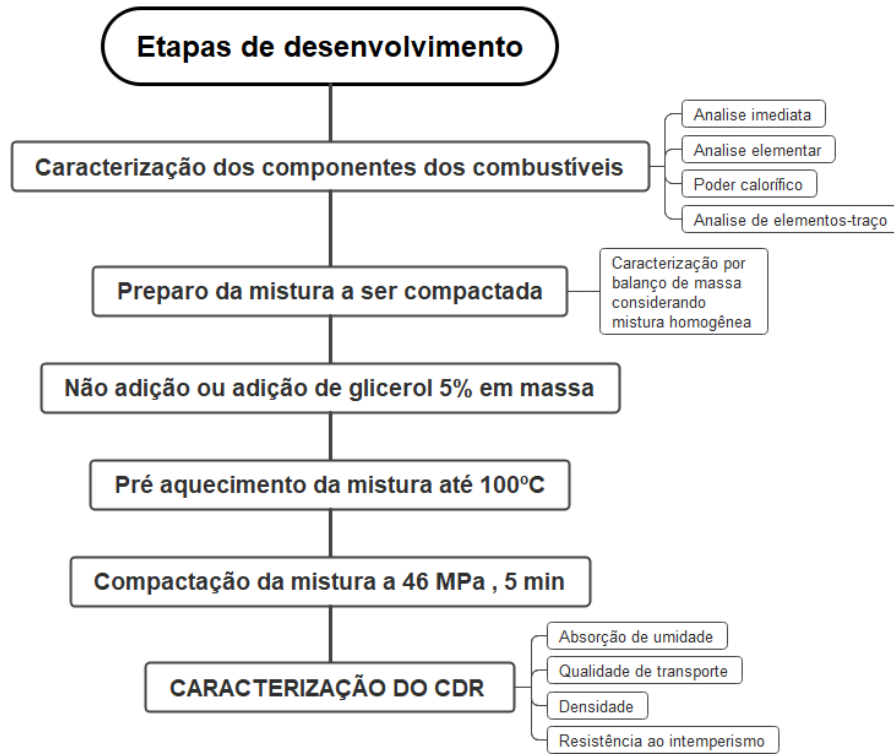 Etapas de desenvolvimento
Caracterização dos componentes dos combustíveis
Analise imediata
Analise elementar
Poder calorífico
Analise de elementos-traço
Preparo da mistura a ser compactada
Caracterização por
balanço de massa
considerando
mistura homogênea
Não adição ou adição de glicerol 5% em massa
Pré aquecimento da mistura até 100ºC
Compactação da mistura a 46 MPa , 5 min
CARACTERIZAÇÃO DO CDR
Absorção de umidade
Qualidade de transporte
Densidade
Resistência ao intemperismo